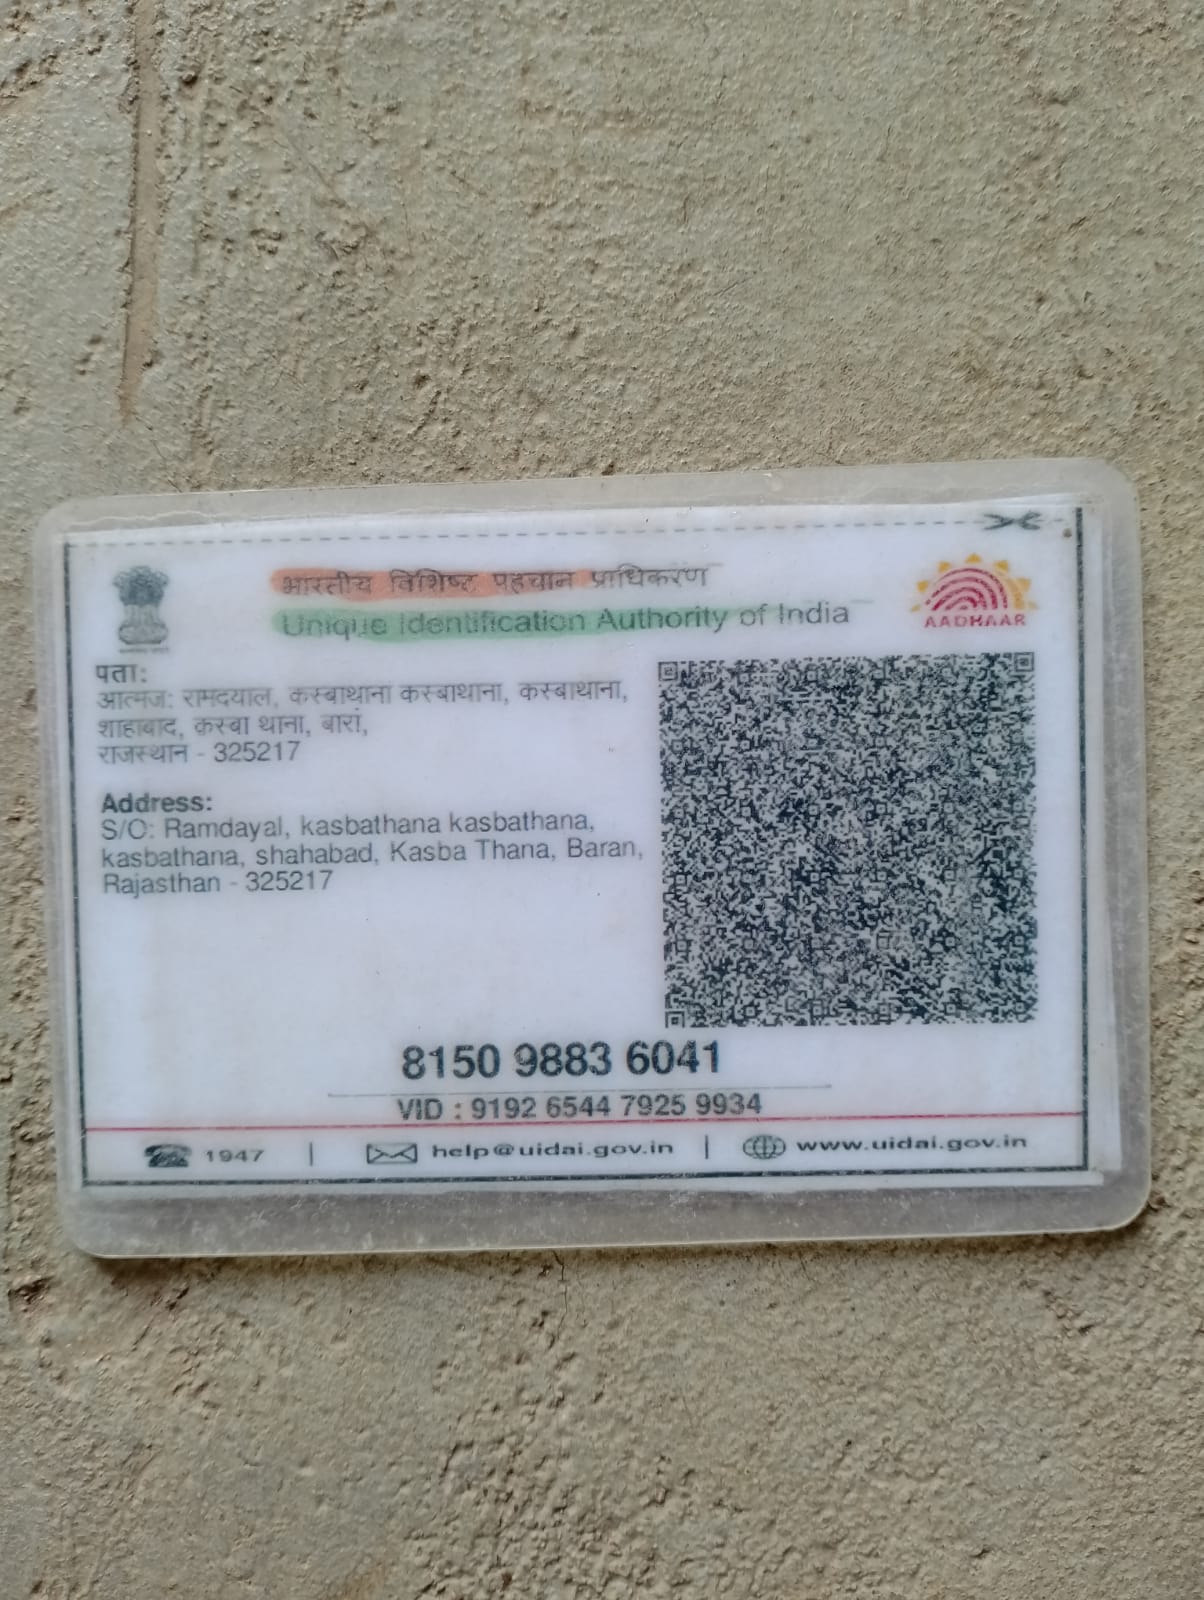 भारतीय विशिष्ट पहचान प्राधिकरण
Unique Identification Authority of India
AADHAAR
पता:
आत्मज: रामदयाल, कस्बाथाना कस्बाथाना, कस्बाथाना,
शाहाबाद, कस्बा थाना, बारां,
राजस्थान - 325217
Address:
S/O: Ramdayal, kasbathana kasbathana,
kasbathana, shahabad, Kasba Thana, Baran,
Rajasthan - 325217
8150 9883 6041
VID : 9192 6544 7925 9934
1947 | help@uidai.gov.in | www.uidai.gov.in